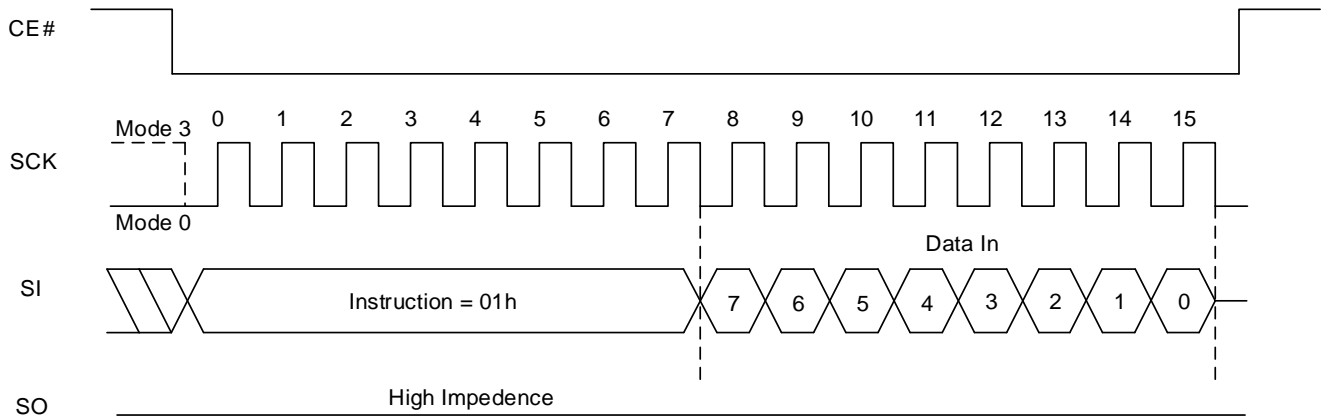 CE#
0 1 2 3 4 5 6 7 8 9 10 11 12 13 14 15
Mode 3
SCK
Mode 0
Data In
SI
Instruction = 01h
7 6 5 4 3 2 1 0
High Impedence
SO